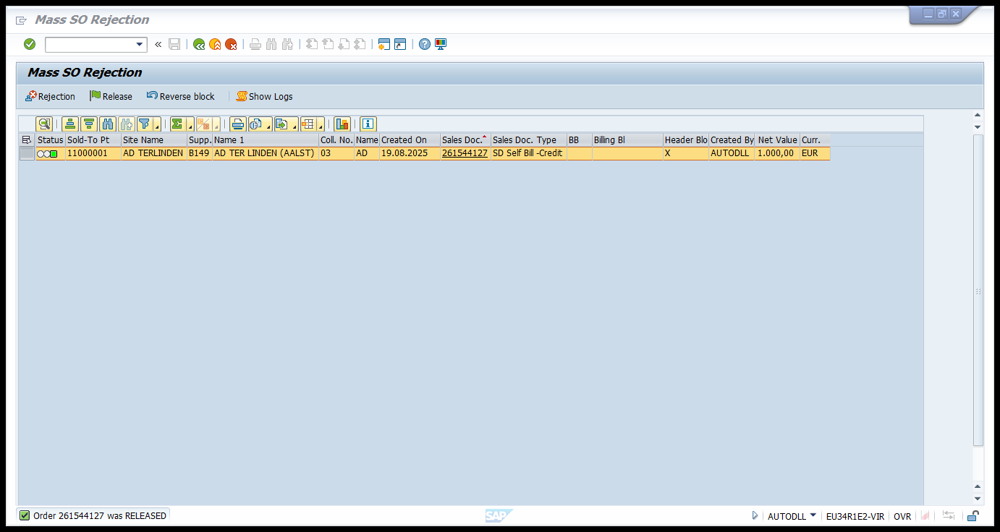 Mass SO Rejection
Mass SO Rejection
Rejection Release Reverse block Show Logs
Status Sold-To Pt Site Name Supp. Name 1 Coll. No. Name Created On Sales Doc. Sales Doc. Type BB Billing Bl Header Blo Created By Net Value Curr.
11000001 AD TERLINDEN B149 AD TER LINDEN (AALST) 03 AD 19.08.2025 261544127 SD Self Bill -Credit X AUTODLL 1.000,00 EUR
Order 261544127 was RELEASED SAP AUTODLL EU34R1E2-VIR OVR